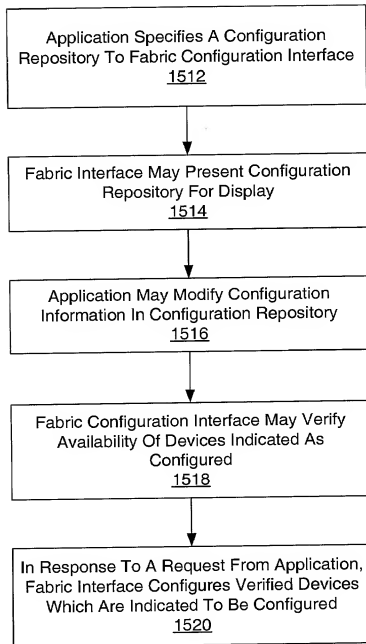 Application Specifies A Configuration
Repository To Fabric Configuration Interface
1512
Fabric Interface May Present Configuration
Repository For Display
1514
Application May Modify Configuration
Information In Configuration Repository
1516
Fabric Configuration Interface May Verify
Availability Of Devices Indicated As
Configured
1518
In Response To A Request From Application,
Fabric Interface Configures Verified Devices
Which Are Indicated To Be Configured
1520